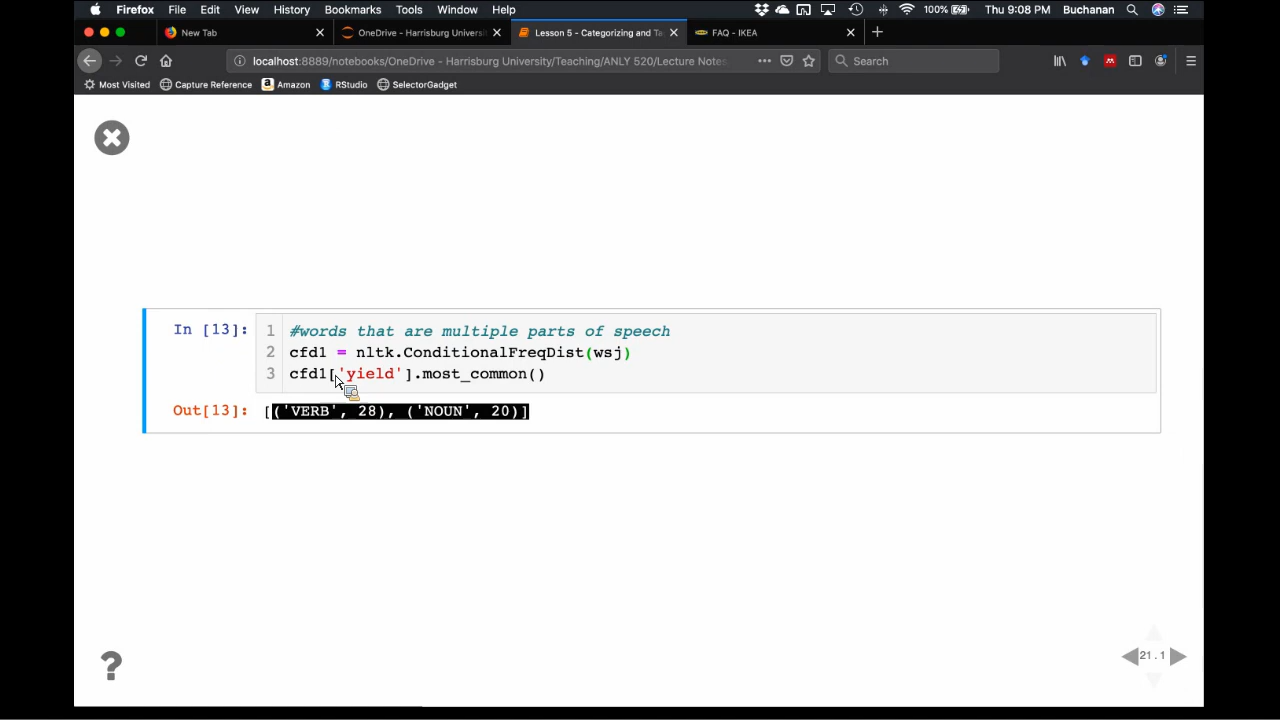 Firefox File Edit View History Bookmarks Tools Window Help 100% Thu 9:08 PM Buchanan
New Tab OneDrive - Harrisburg Universi Lesson 5 - Categorizing and Ta FAQ - IKEA
localhost:8889/notebooks/OneDrive - Harrisburg University/Teaching/ANLY 520/Lecture Notes Search
Most Visited Capture Reference Amazon RStudio SelectorGadget
In [13]: 1 #words that are multiple parts of speech
2 cfd1 = nltk.ConditionalFreqDist(wsj)
3 cfd1['yield'].most_common()
Out[13]: [('VERB', 28), ('NOUN', 20)]
?
21.1